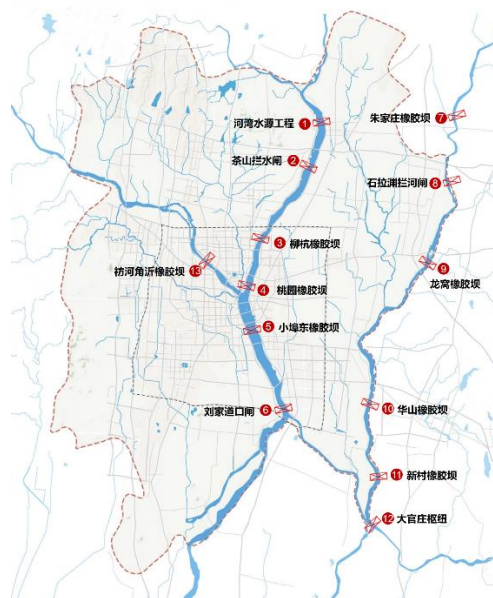 河湾水源工程 1
茶山拦水闸 2
3 柳杭橡胶坝
4 桃园橡胶坝
5 小埠东橡胶坝
刘家道口闸 6
朱家庄橡胶坝 7
石拉渊拦河闸 8
9
龙窝橡胶坝
10 华山橡胶坝
11 新村橡胶坝
12 大官庄枢纽
祊河角沂橡胶坝 13